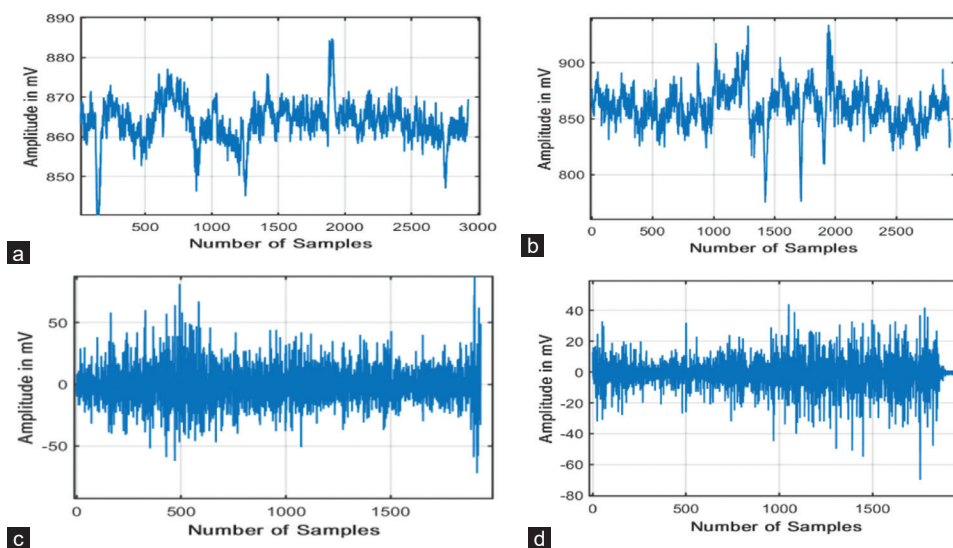 890
880
870
860
850
Amplitude in mV
500 1000 1500 2000 2500 3000
Number of Samples
a
900
850
800
Amplitude in mV
0 500 1000 1500 2000 2500
Number of Samples
b
50
0
-50
Amplitude in mV
0 500 1000 1500
Number of Samples
c
40
20
0
-20
-40
-60
-80
Amplitude in mV
0 500 1000 1500
Number of Samples
d